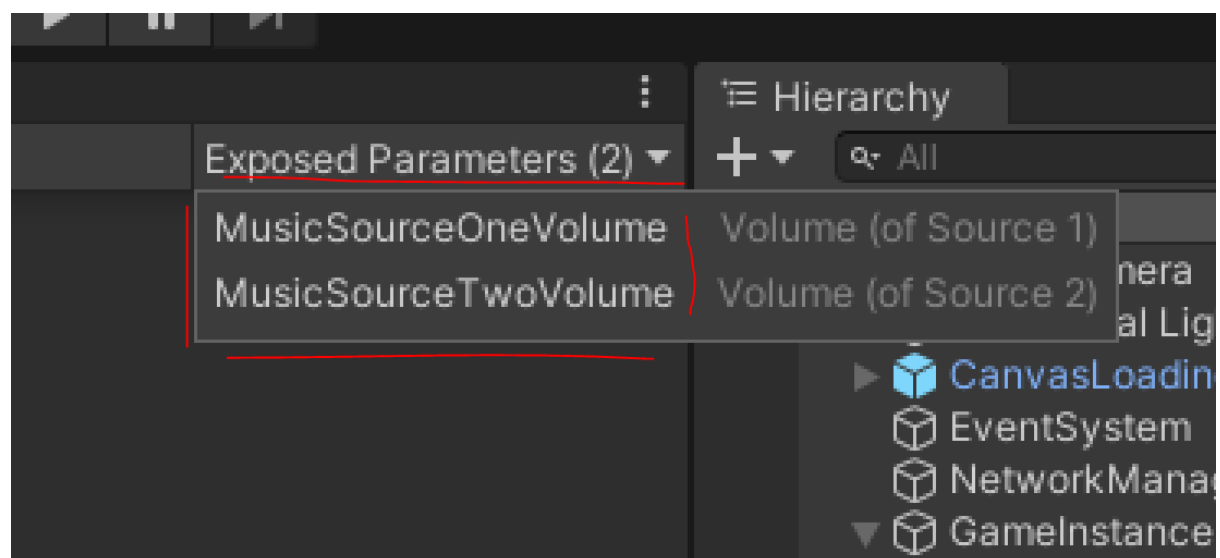 Hierarchy
Exposed Parameters (2)
All
MusicSourceOneVolume Volume (of Source 1)
MusicSourceTwoVolume Volume (of Source 2)
CanvasLoadin
EventSystem
NetworkManag
GameInstance